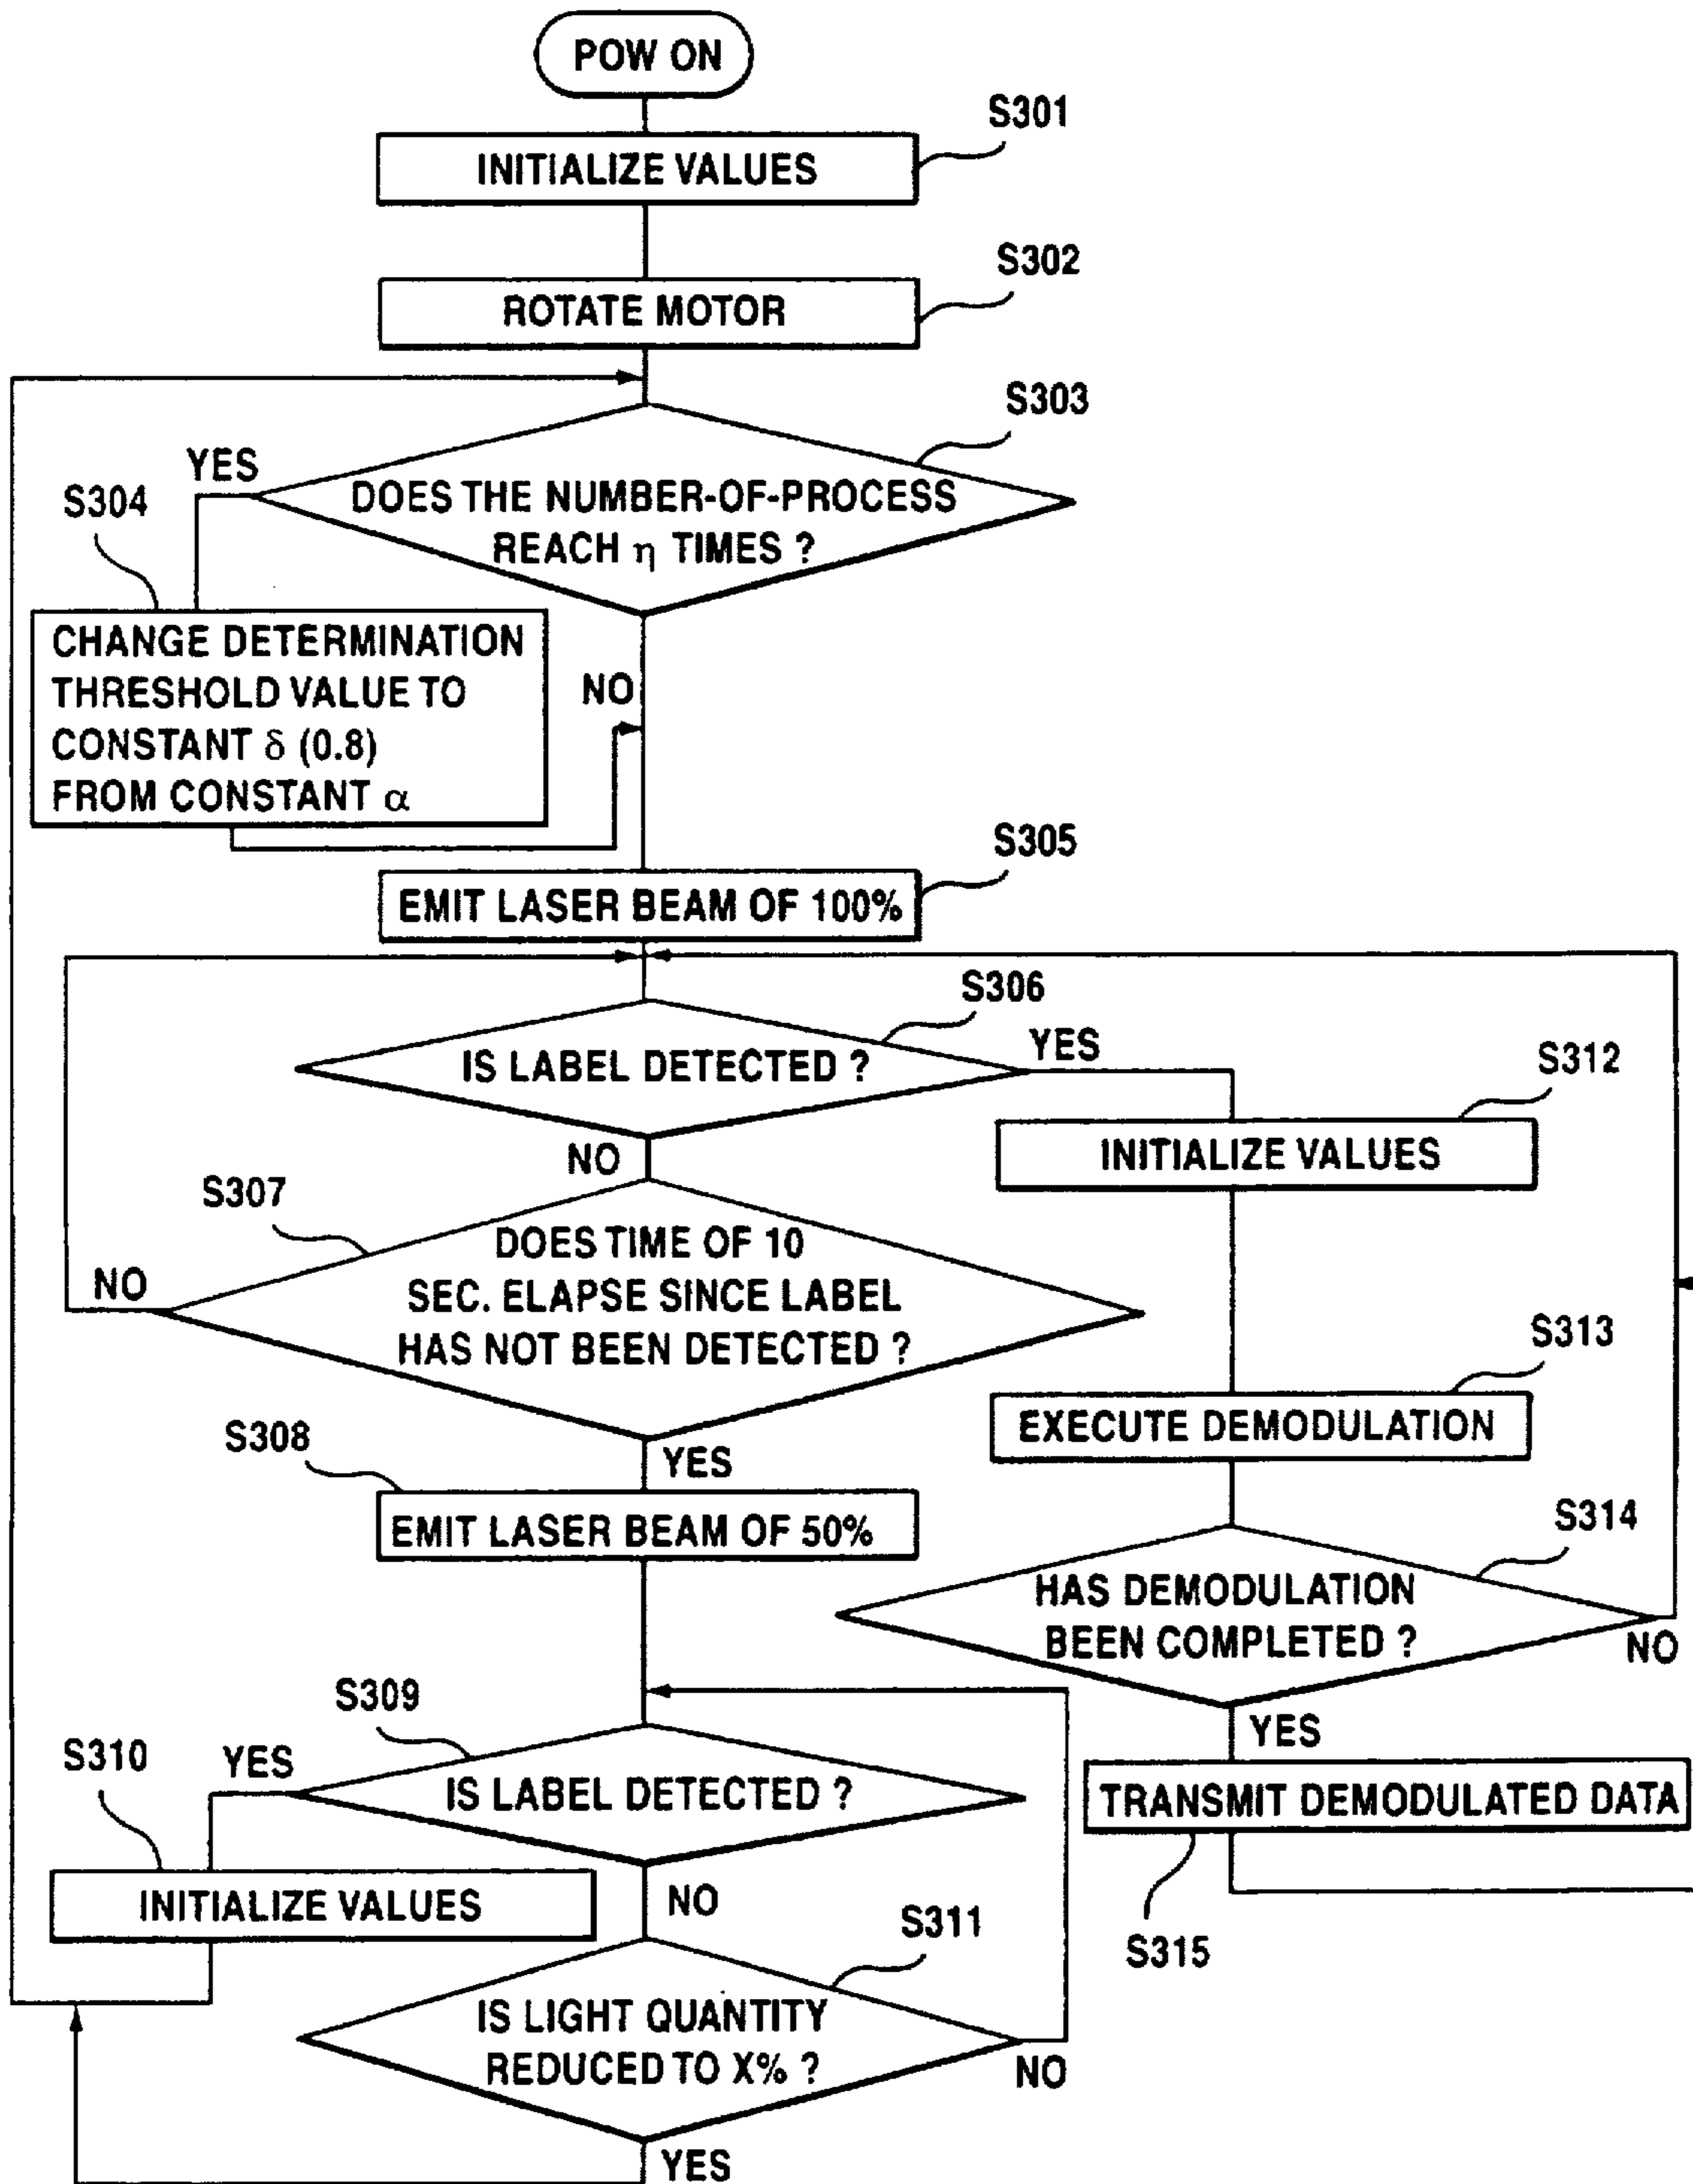 POW ON
S301
INITIALIZE VALUES
S302
ROTATE MOTOR
S303
YES
DOES THE NUMBER-OF-PROCESS
REACH η TIMES ?
S304
CHANGE DETERMINATION
THRESHOLD VALUE TO
CONSTANT δ (0.8)
FROM CONSTANT α
NO
S305
EMIT LASER BEAM OF 100%
S306
IS LABEL DETECTED ?
YES
NO
S312
INITIALIZE VALUES
S307
DOES TIME OF 10
SEC. ELAPSE SINCE LABEL
HAS NOT BEEN DETECTED ?
NO
YES
S313
EXECUTE DEMODULATION
S308
EMIT LASER BEAM OF 50%
S314
HAS DEMODULATION
BEEN COMPLETED ?
NO
YES
S309
IS LABEL DETECTED ?
YES
NO
S310
INITIALIZE VALUES
TRANSMIT DEMODULATED DATA
S315
S311
IS LIGHT QUANTITY
REDUCED TO X% ?
NO
YES